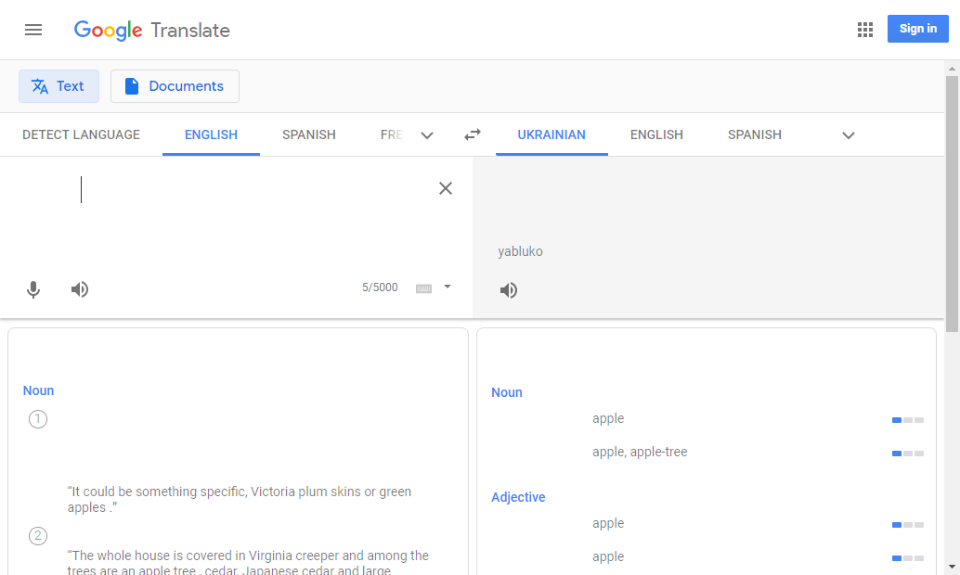 Google Translate
Sign in
Text
Documents
DETECT LANGUAGE
ENGLISH
SPANISH
FRE
UKRAINIAN
ENGLISH
SPANISH
5/5000
yabluko
Noun
1
"It could be something specific, Victoria plum skins or green
apples ."
2
"The whole house is covered in Virginia creeper and among the
trees are an apple tree , cedar, Japanese cedar and large
Noun
apple
apple, apple-tree
Adjective
apple
apple